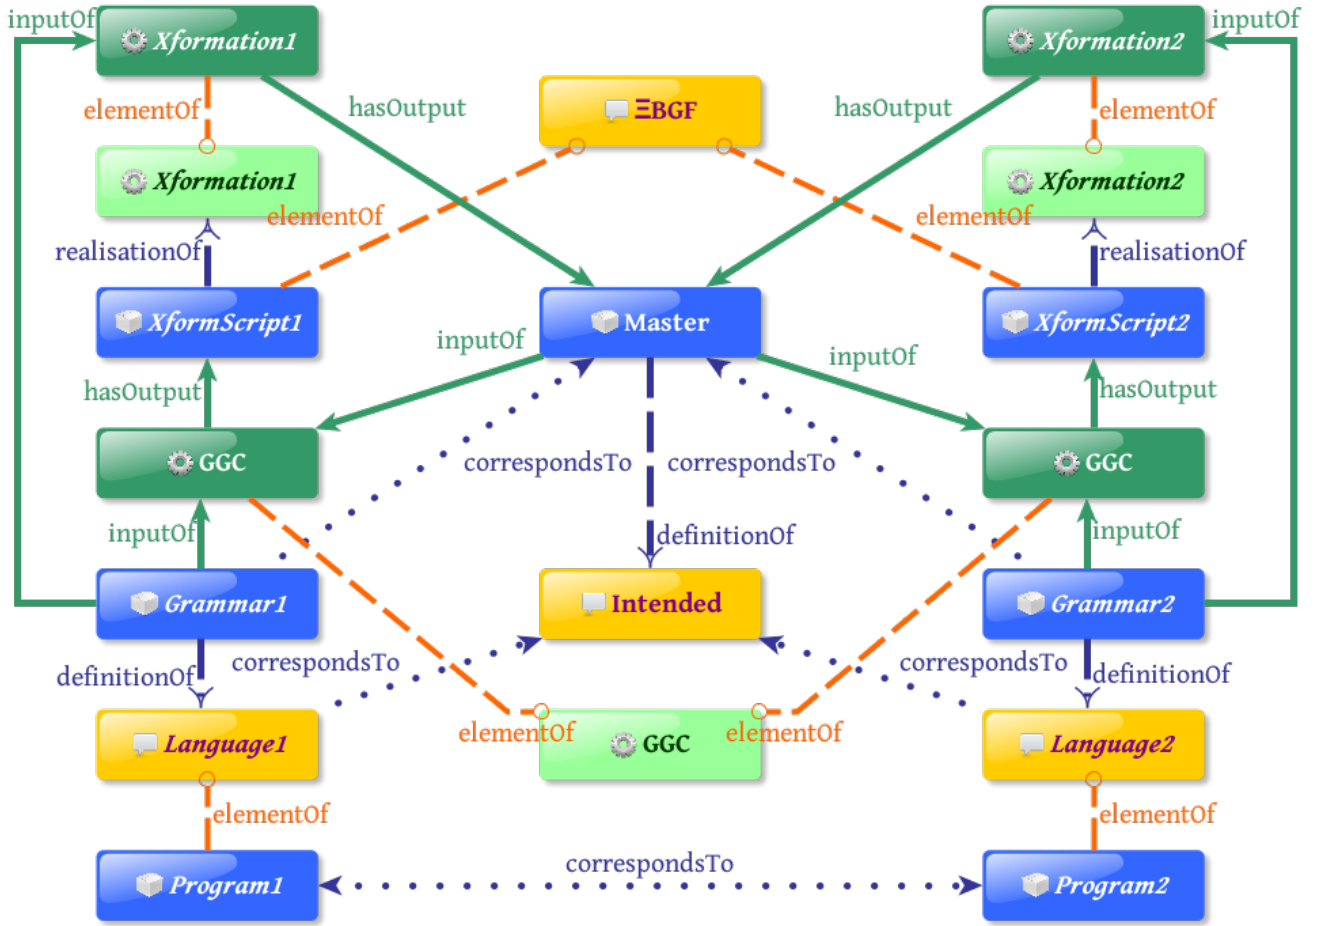 inputOf
Xformation1
Xformation2
inputOf
elementOf
hasOutput
ΞBGF
hasOutput
elementOf
Xformation1
Xformation2
elementOf
elementOf
realisationOf
realisationOf
XformScript1
Master
XformScript2
inputOf
inputOf
hasOutput
hasOutput
GGC
correspondsTo
correspondsTo
GGC
inputOf
definitionOf
inputOf
Grammar1
Intended
Grammar2
definitionOf
correspondsTo
correspondsTo
definitionOf
Language1
elementOf
GGC
elementOf
Language2
elementOf
elementOf
correspondsTo
Program1
Program2